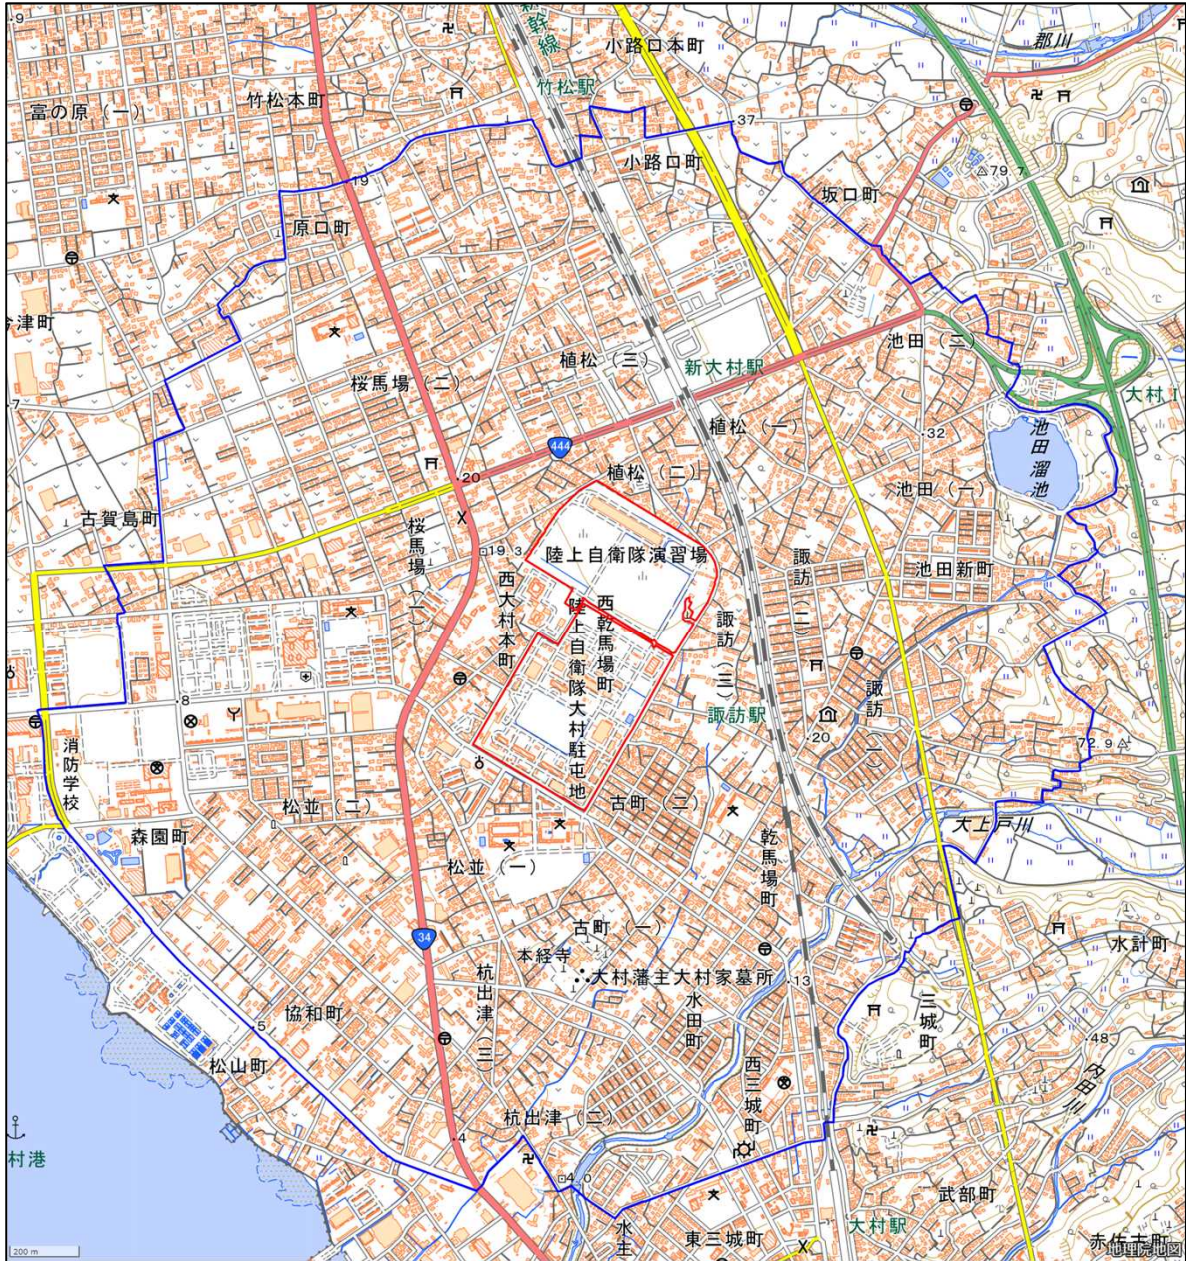 新幹線
小路口本町
郡川
竹松駅
竹松本町
富の原（一）
37
小路口町
79.7
19
坂口町
原口町
今津町
池田（二）
植松（三）
新大村駅
桜馬場（二）
大村I
7
植松（一）
444
32
池田溜池
20
植松（二）
池田（一）
古賀島町
桜馬場（一）
19.3
陸上自衛隊演習場
諏訪（二）
池田新町
西大村本町
西乾馬場町
陸上自衛隊大村駐屯地
諏訪（三）
諏訪（一）
8
諏訪駅
20
72.9
消防学校
松並（二）
古町（二）
大上戸川
森園町
乾馬場町
松並（一）
古町（一）
34
水計町
本経寺
大村藩主大村家墓所
13
杭出津（三）
水田町
三城町
協和町
5
48
松山町
西三城町
内田川
杭出津（二）
4
村港
4.0
武部町
水主
東三城町
大村駅
赤佐古町
200 m
地理院地図